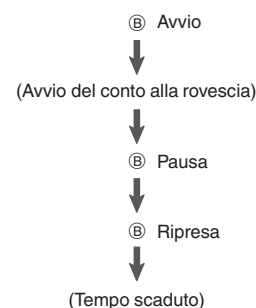 Ⓑ Avvio
(Avvio del conto alla rovescia)
Ⓑ Pausa
Ⓑ Ripresa
(Tempo scaduto)